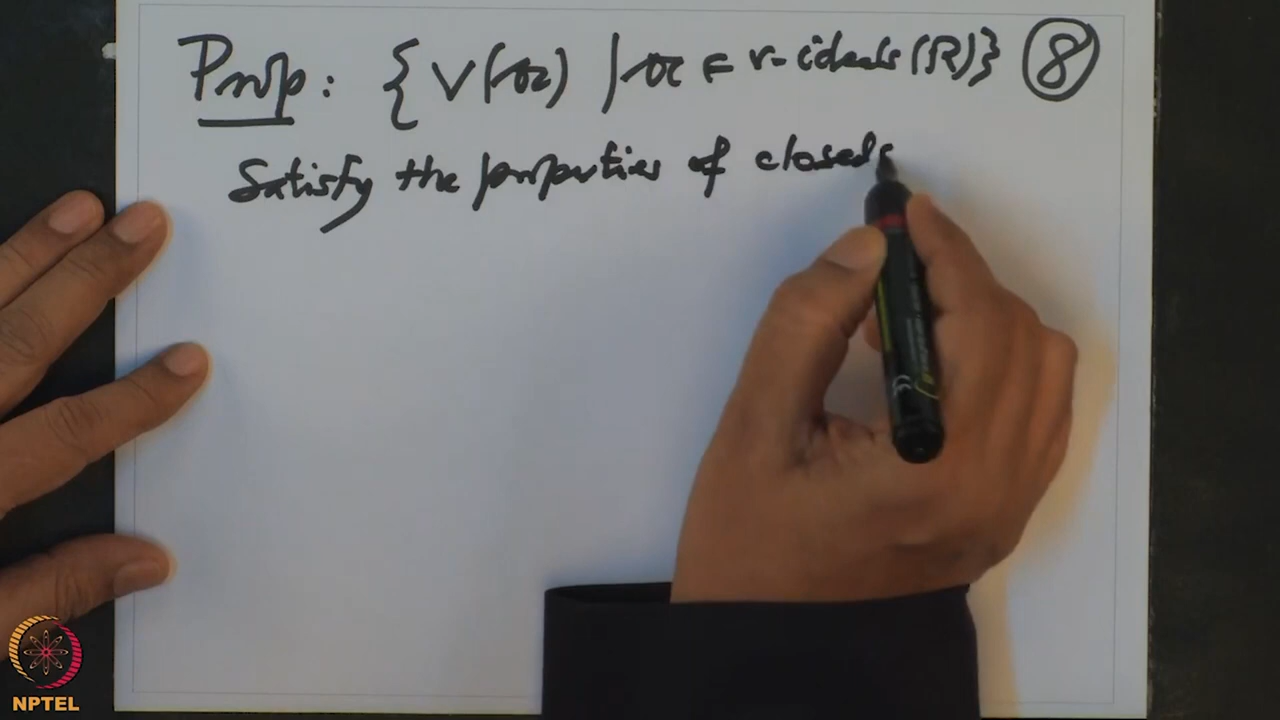 Prop: { V(𝔞) | 𝔞 ∈ r-ideals(R)} ⑧
Satisfy the properties of closed s
NPTEL